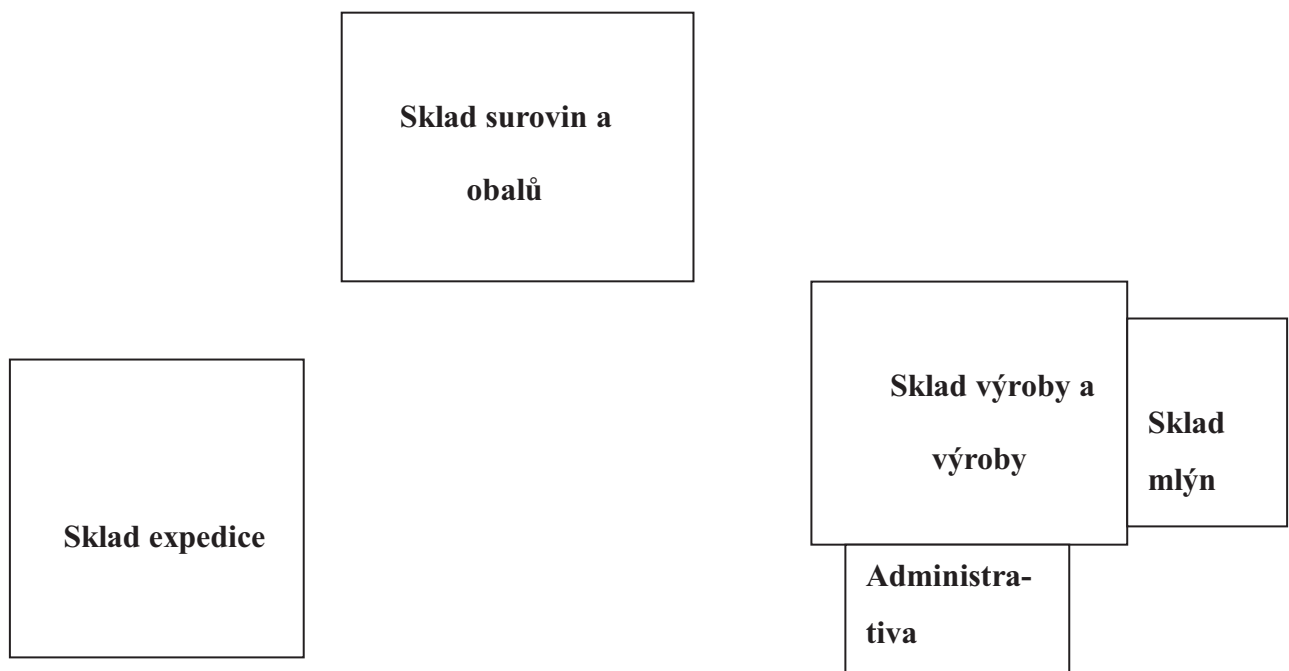 Sklad surovin a
obalů
Sklad výroby a
výroby
Sklad
mlýn
Sklad expedice
Administra-
tiva